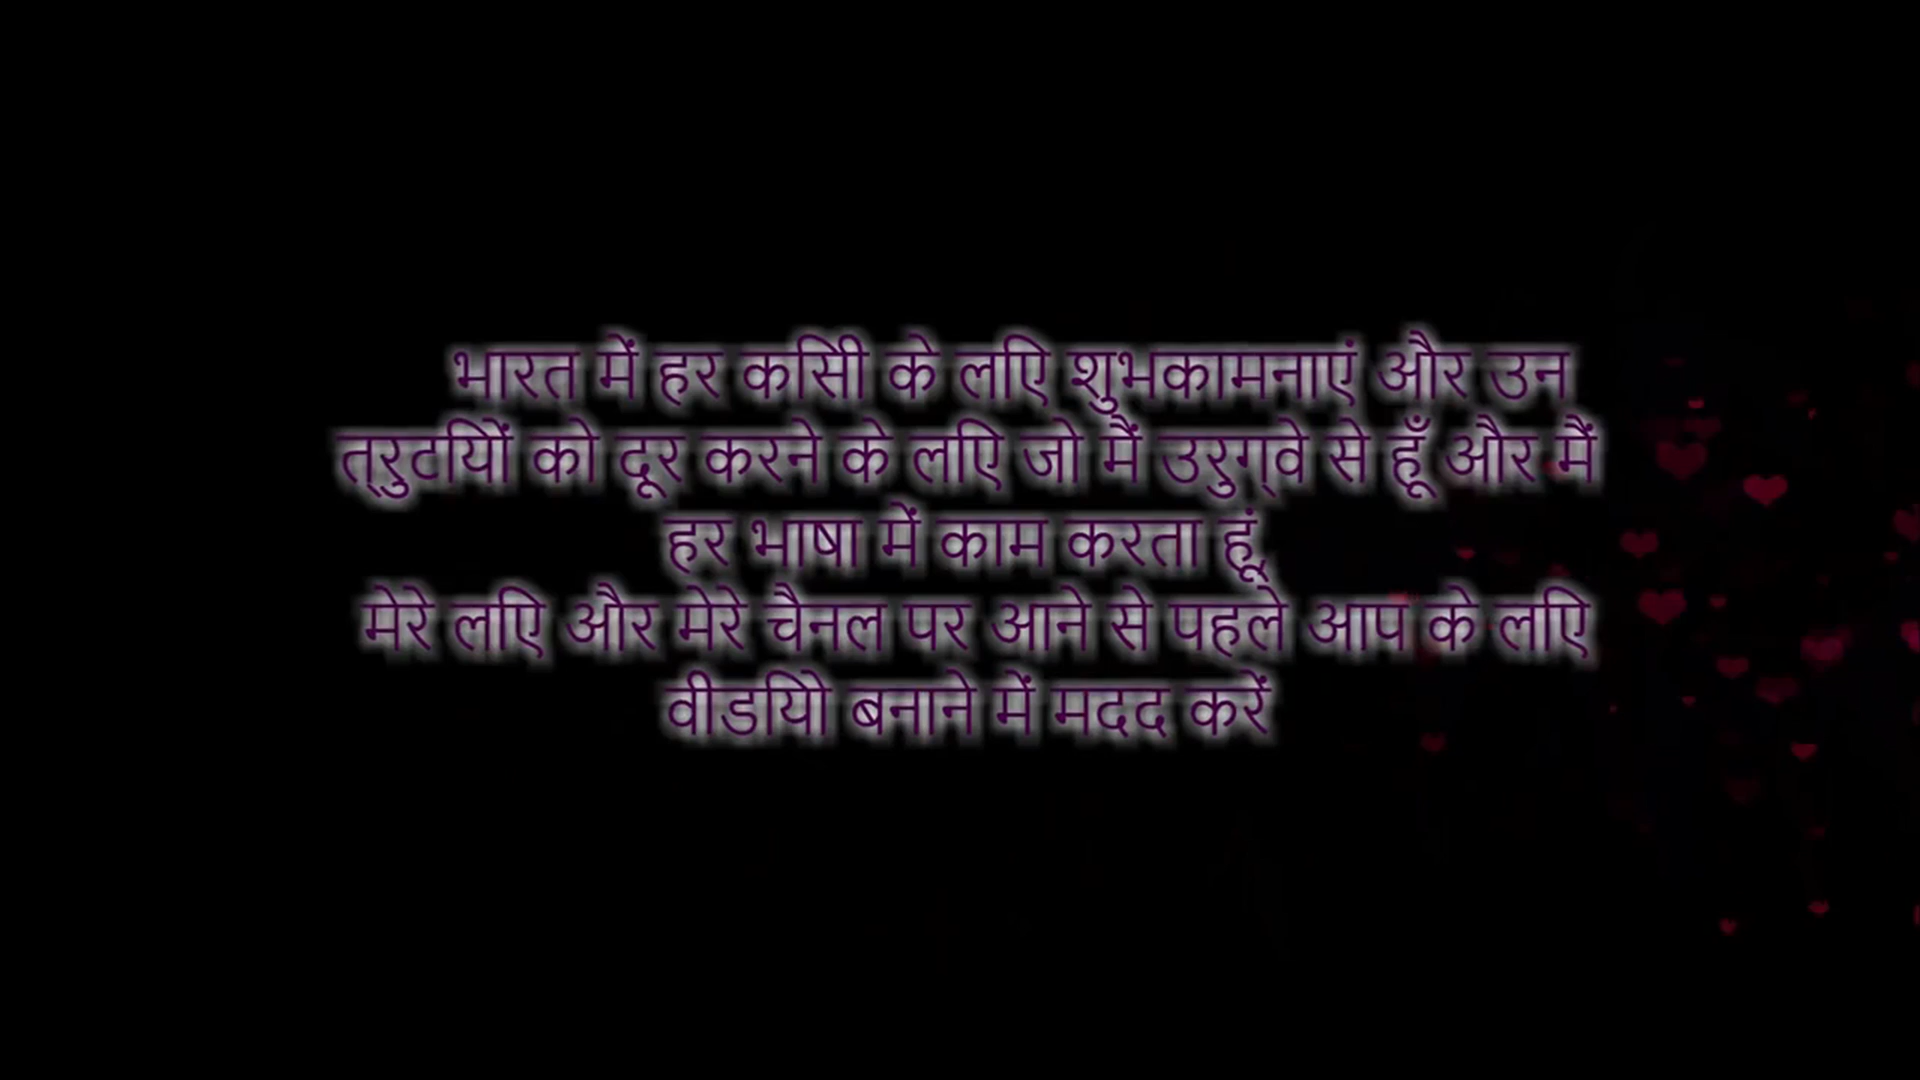 भारत में हर किसी के लिए शुभकामनाएं और उन
त्रुटियों को दूर करने के लिए जो मैं उरुग्वे से हूँ और मैं
हर भाषा में काम करता हूं
मेरे लिए और मेरे चैनल पर आने से पहले आप के लिए
वीडियो बनाने में मदद करें